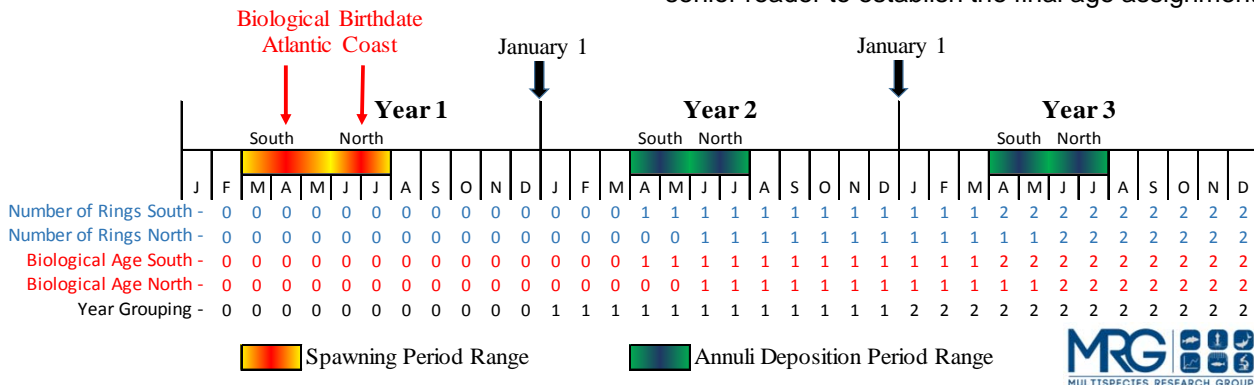 senior reader to establish the final age assignment
Biological Birthdate
Atlantic Coast
January 1
January 1
Year 1
Year 2
Year 3
South North
South North
South North
J F M A M J J A S O N D J F M A M J J A S O N D J F M A M J J A S O N D
Number of Rings South - 0 0 0 0 0 0 0 0 0 0 0 0 0 0 0 1 1 1 1 1 1 1 1 1 1 1 1 2 2 2 2 2 2 2 2 2
Number of Rings North - 0 0 0 0 0 0 0 0 0 0 0 0 0 0 0 0 0 1 1 1 1 1 1 1 1 1 1 1 1 2 2 2 2 2 2 2
Biological Age South - 0 0 0 0 0 0 0 0 0 0 0 0 0 0 0 1 1 1 1 1 1 1 1 1 1 1 1 2 2 2 2 2 2 2 2 2
Biological Age North - 0 0 0 0 0 0 0 0 0 0 0 0 0 0 0 0 0 1 1 1 1 1 1 1 1 1 1 1 1 2 2 2 2 2 2 2
Year Grouping - 0 0 0 0 0 0 0 0 0 0 0 0 1 1 1 1 1 1 1 1 1 1 1 1 2 2 2 2 2 2 2 2 2 2 2 2
Spawning Period Range
Annuli Deposition Period Range
MRG
MULTISPECIES RESEARCH GROUP